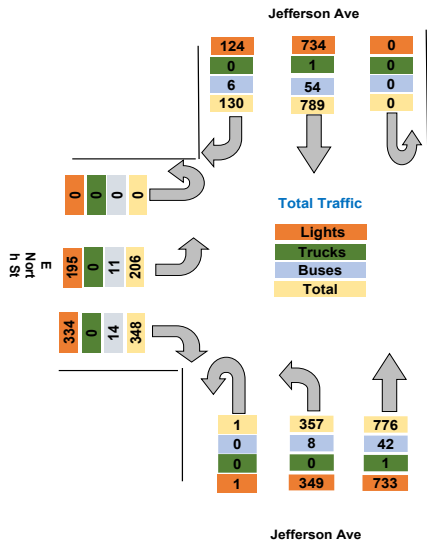 Jefferson Ave
124 734 0
0 1 0
6 54 0
130 789 0
0 0 0 0
Total Traffic
Lights
Trucks
Buses
Total
E
Nort
h St
195 0 11 206
334 0 14 348
1 357 776
0 8 42
0 0 1
1 349 733
Jefferson Ave